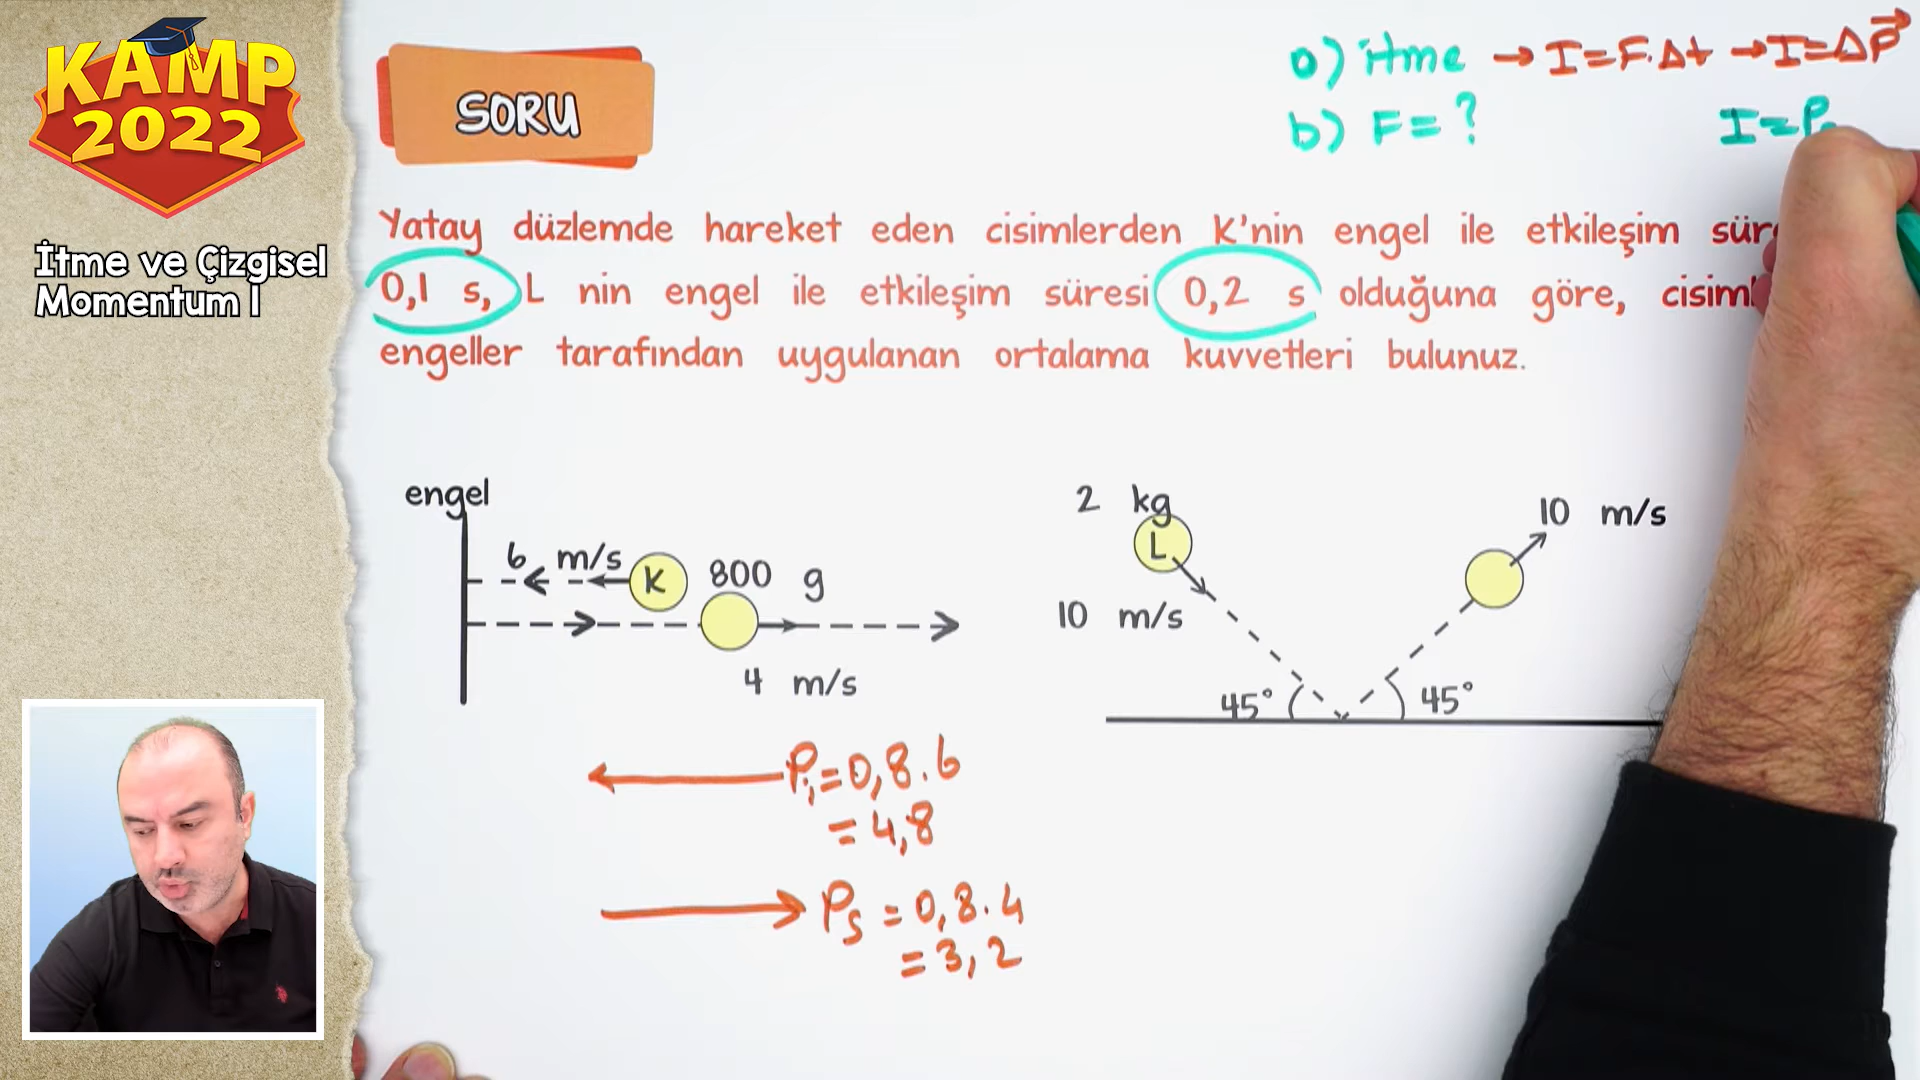 KAMP
2022
İtme ve Çizgisel
Momentum I
SORU
a) itme → I=F.Δt → I=ΔP
b) F=?
I=P
Yatay düzlemde hareket eden cisimlerden K'nin engel ile etkileşim
0,1 s, L nin engel ile etkileşim süresi 0,2 s olduğuna göre,
engeller tarafından uygulanan ortalama kuvvetleri bulunuz.
engel
6 m/s
K
800 g
4 m/s
2 kg
L
10 m/s
10 m/s
45°
45°
Pi=0,8.6
=4,8
Ps=0,8.4
=3,2